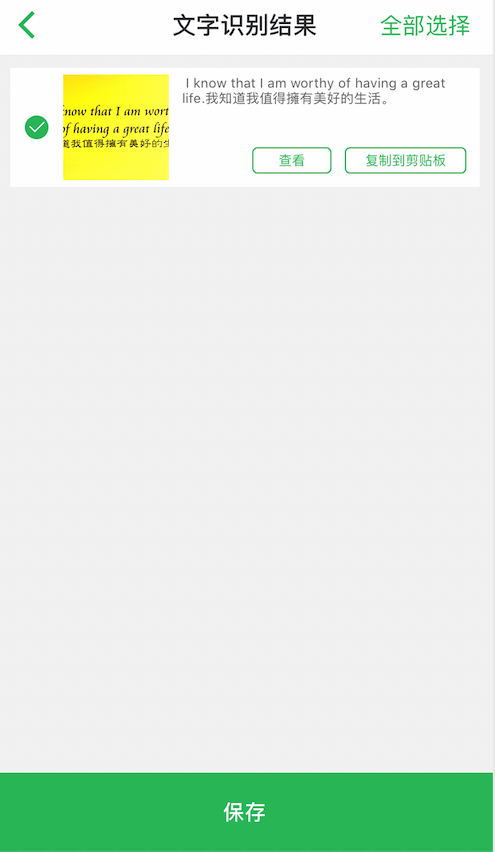 文字识别结果
全部选择
know that I am wort
of having a great life
道我值得擁有美好的生
I know that I am worthy of having a great
life.我知道我值得擁有美好的生活。
查看
复制到剪贴板
保存